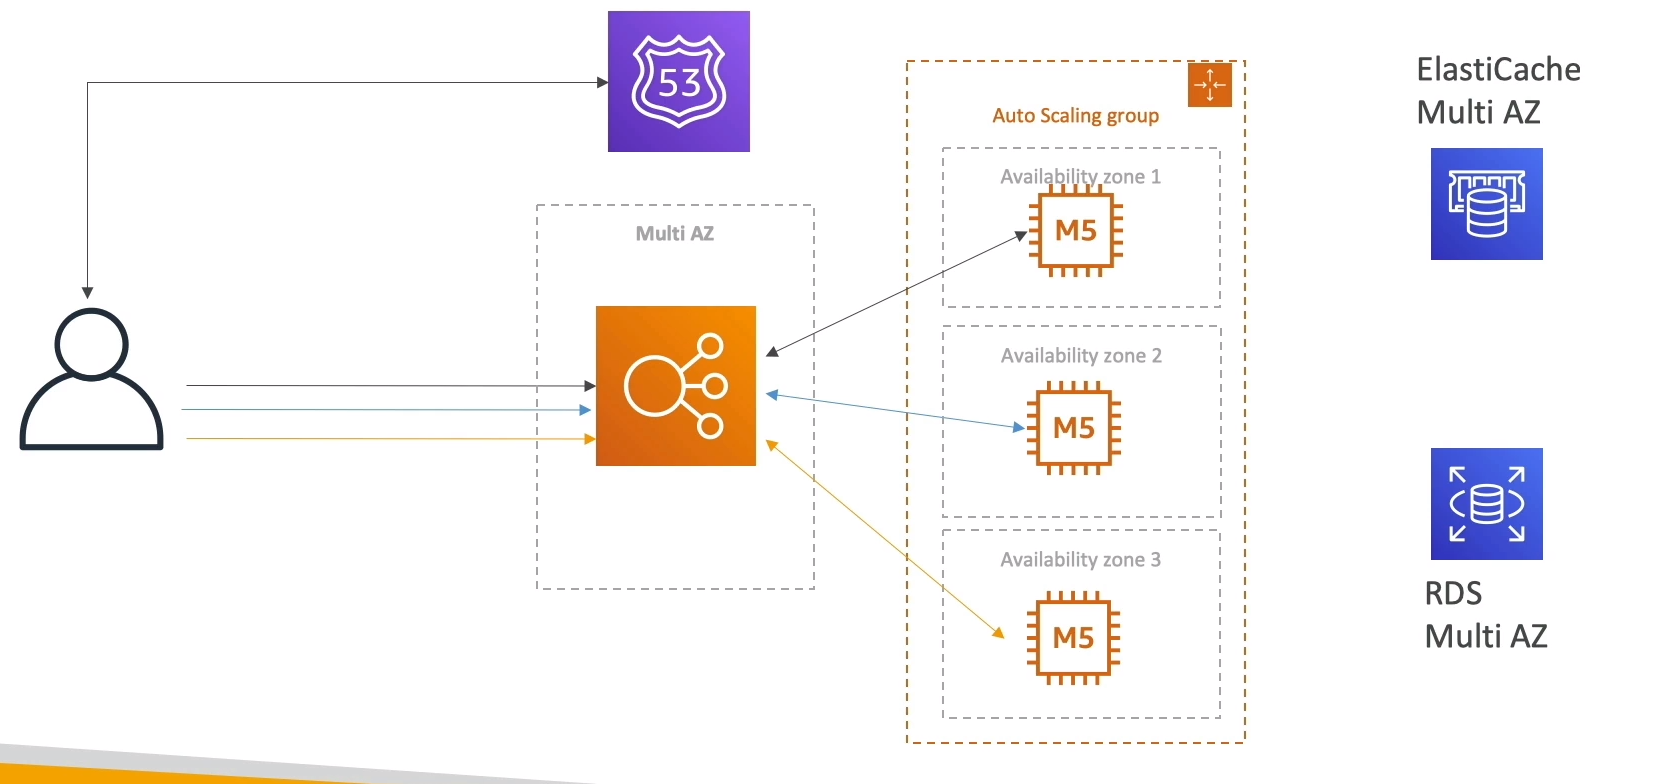 53
ElastiCache
Multi AZ
Auto Scaling group
Availability zone 1
M5
Multi AZ
Availability zone 2
M5
Availability zone 3
M5
RDS
Multi AZ